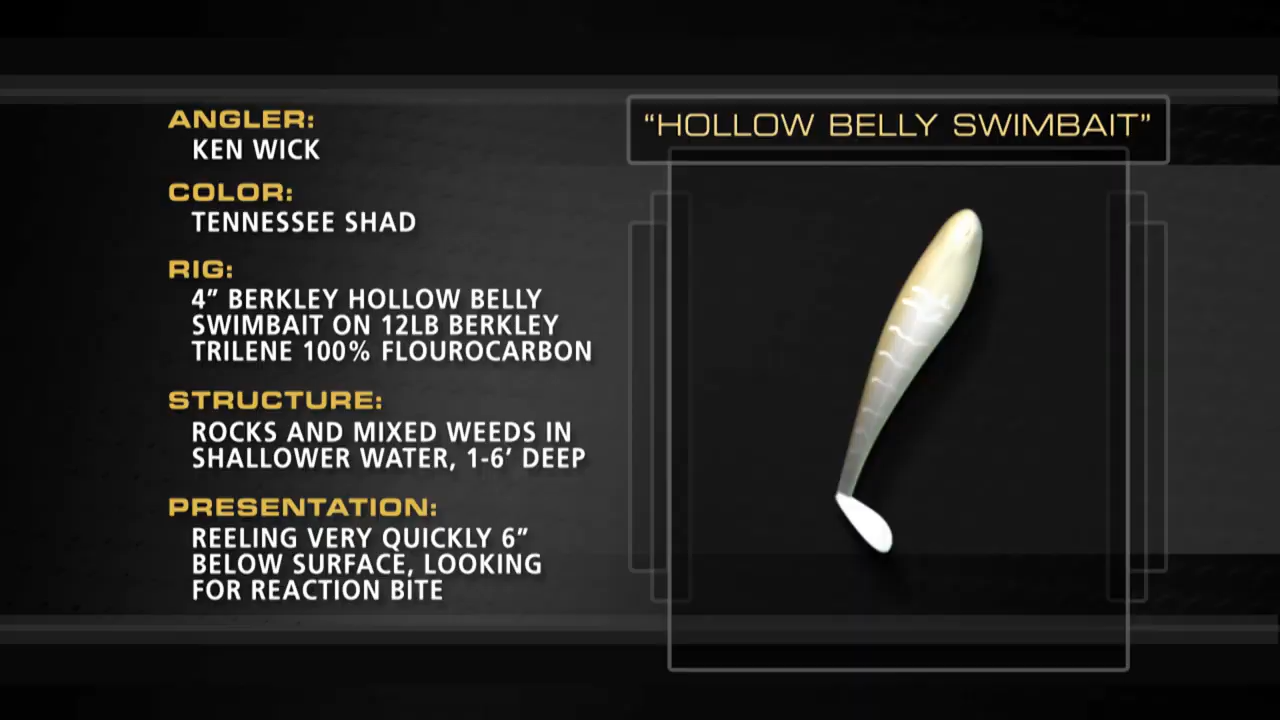 ANGLER:
KEN WICK
COLOR:
TENNESSEE SHAD
RIG:
4” BERKLEY HOLLOW BELLY
SWIMBAIT ON 12LB BERKLEY
TRILENE 100% FLOUROCARBON
STRUCTURE:
ROCKS AND MIXED WEEDS IN
SHALLOWER WATER, 1-6’ DEEP
PRESENTATION:
REELING VERY QUICKLY 6”
BELOW SURFACE, LOOKING
FOR REACTION BITE
“HOLLOW BELLY SWIMBAIT”